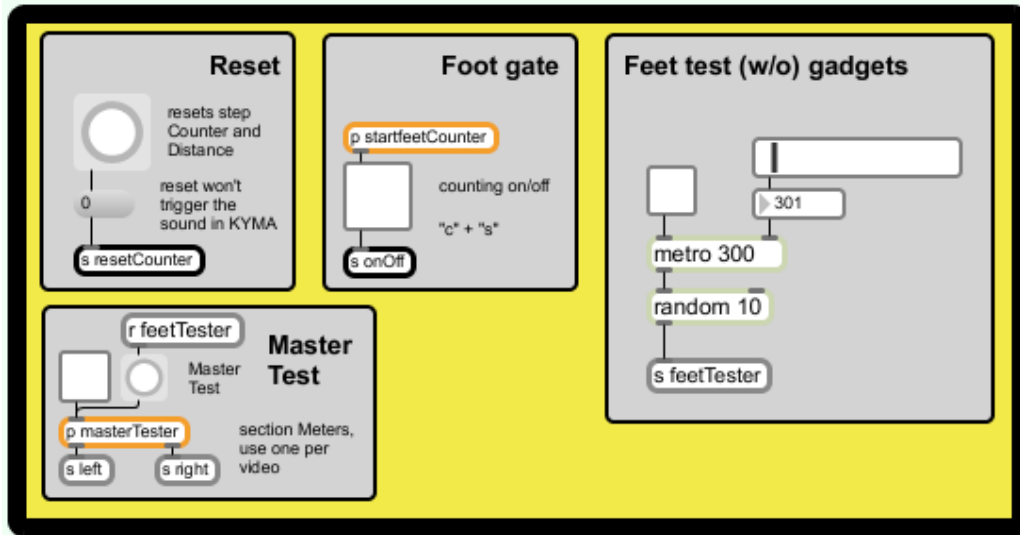 Reset
resets step
Counter and
Distance
0
reset won't
trigger the
sound in KYMA
s resetCounter
Foot gate
p startfeetCounter
counting on/off
"c" + "s"
s onOff
Feet test (w/o) gadgets
301
metro 300
random 10
s feetTester
r feetTester
Master
Test
Master
Test
p masterTester
section Meters,
use one per
video
s left
s right